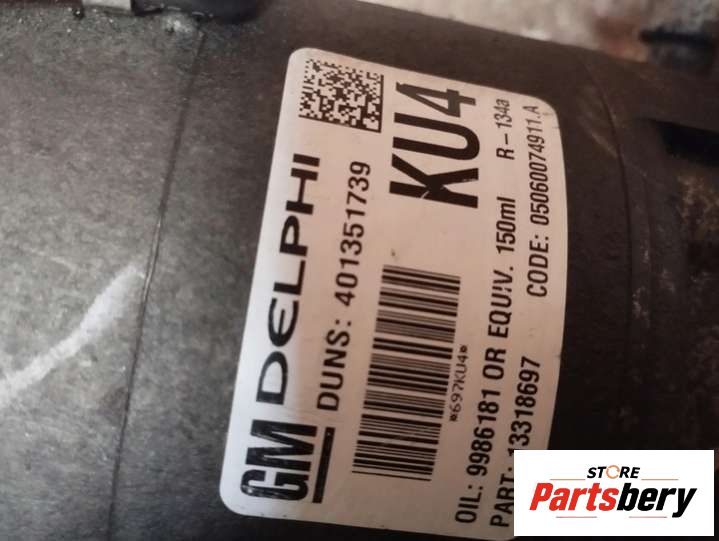 GM DELPHI
DUNS: 401351739
KU4
*697KU4*
OIL: 9986181 OR EQUIV. 150ml R-134a
PART: 13318697 CODE: 05060074911.A
STORE
Partsbery